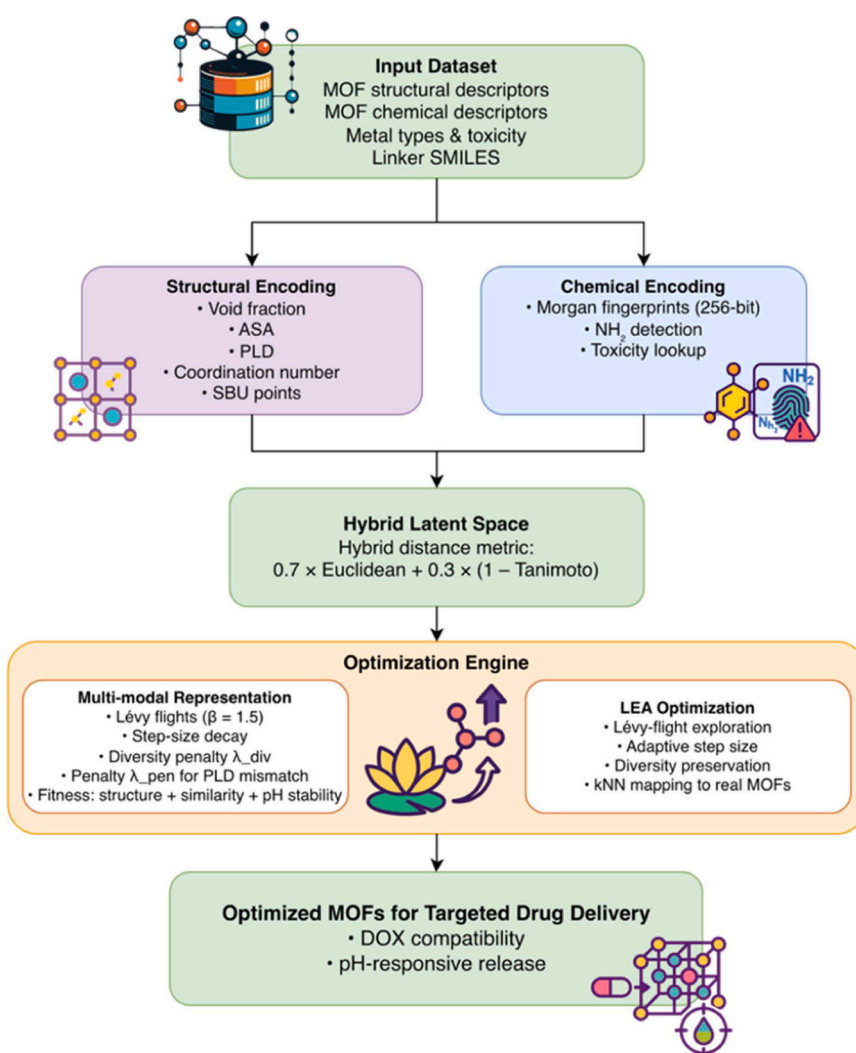 Input Dataset
MOF structural descriptors
MOF chemical descriptors
Metal types & toxicity
Linker SMILES
Structural Encoding
• Void fraction
• ASA
• PLD
• Coordination number
• SBU points
Chemical Encoding
• Morgan fingerprints (256-bit)
• NH₂ detection
• Toxicity lookup
NH₂
NH₂
Hybrid Latent Space
Hybrid distance metric:
0.7 × Euclidean + 0.3 × (1 – Tanimoto)
Optimization Engine
Multi-modal Representation
• Lévy flights (β = 1.5)
• Step-size decay
• Diversity penalty λ_div
• Penalty λ_pen for PLD mismatch
• Fitness: structure + similarity + pH stability
LEA Optimization
• Lévy-flight exploration
• Adaptive step size
• Diversity preservation
• kNN mapping to real MOFs
Optimized MOFs for Targeted Drug Delivery
• DOX compatibility
• pH-responsive release